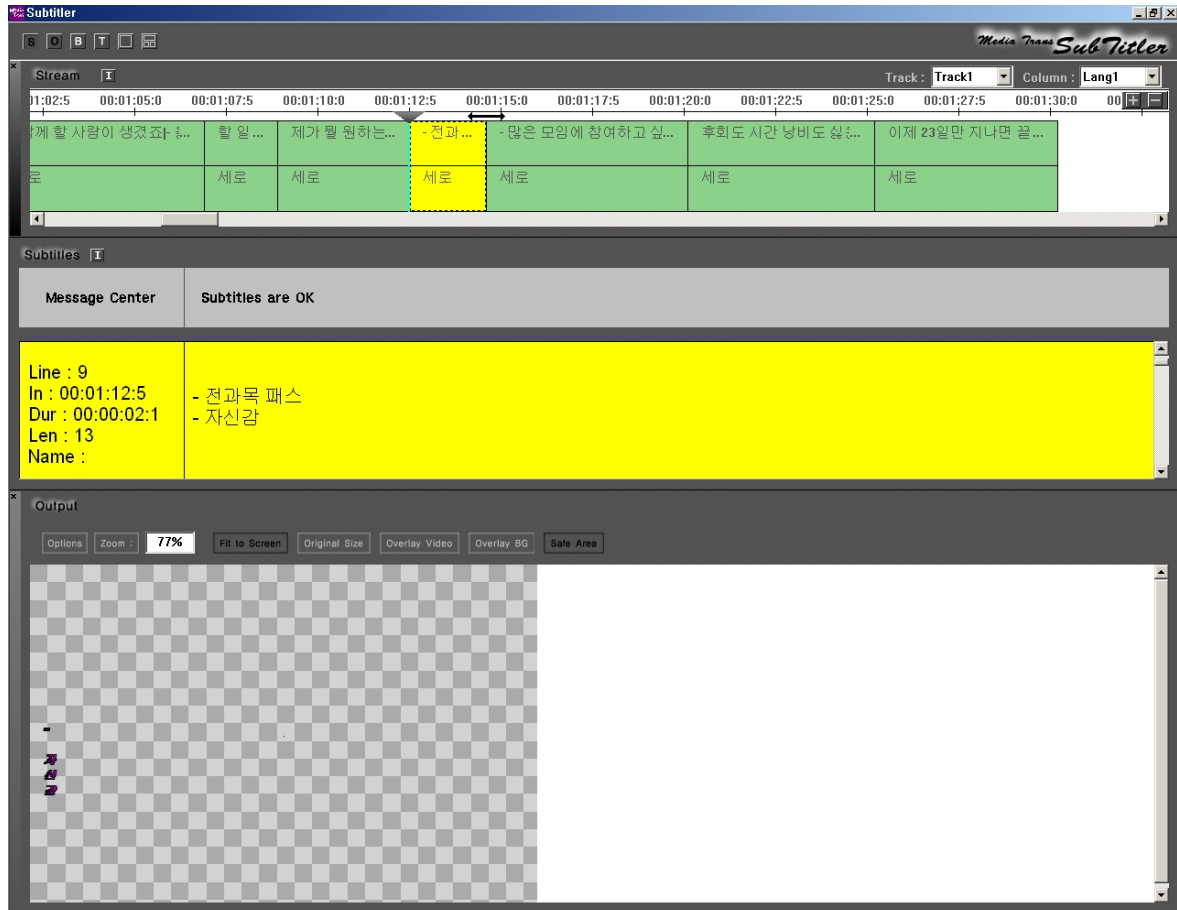 Subtitler
S O B T
Media Trans SubTitler
Stream I Track : Track1 Column : Lang1
01:02:5 00:01:05:0 00:01:07:5 00:01:10:0 00:01:12:5 00:01:15:0 00:01:17:5 00:01:20:0 00:01:22:5 00:01:25:0 00:01:27:5 00:01:30:0 00
할 사람이 생겼죠 할 일... 제가 뭘 원하는... - 전과... - 많은 모임에 참여하고 싶... 후회도 시간 낭비도 싫... 이제 23일만 지나면 끝...
로 세로 세로 세로 세로 세로 세로
Subtitles I
Message Center Subtitles are OK
Line : 9
In : 00:01:12:5
Dur : 00:00:02:1
Len : 13
Name :
- 전과목 패스
- 자신감
Output
Options Zoom : 77% Fit to Screen Original Size Overlay Video Overlay BG Safe Area
-
자
신
감